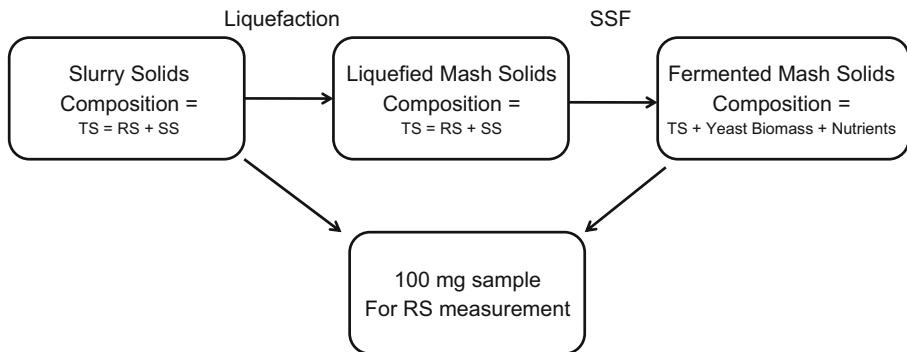 Liquefaction
SSF
Slurry Solids
Composition =
TS = RS + SS
Liquefied Mash Solids
Composition =
TS = RS + SS
Fermented Mash Solids
Composition =
TS + Yeast Biomass + Nutrients
100 mg sample
For RS measurement